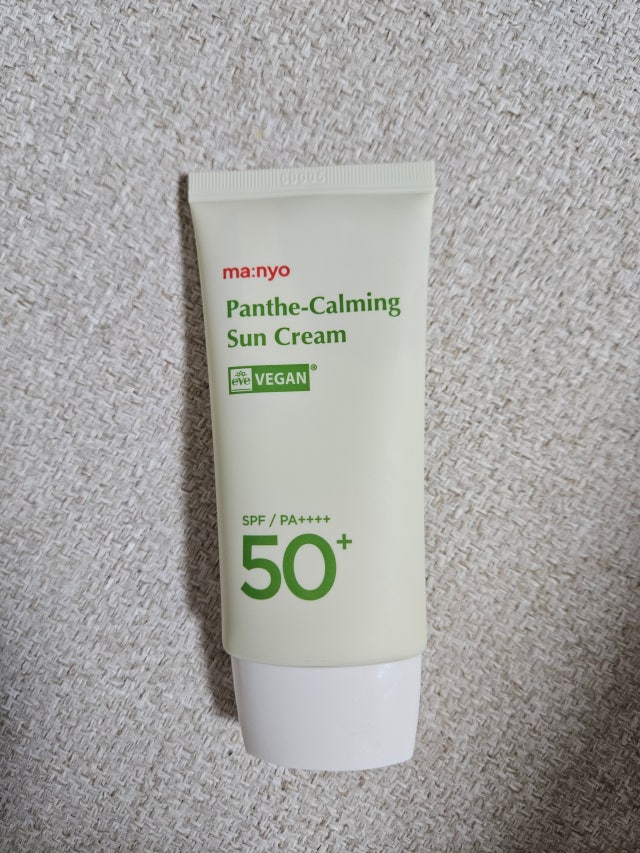 ma:nyo
Panthe-Calming
Sun Cream
eve VEGAN®
SPF / PA++++
50+